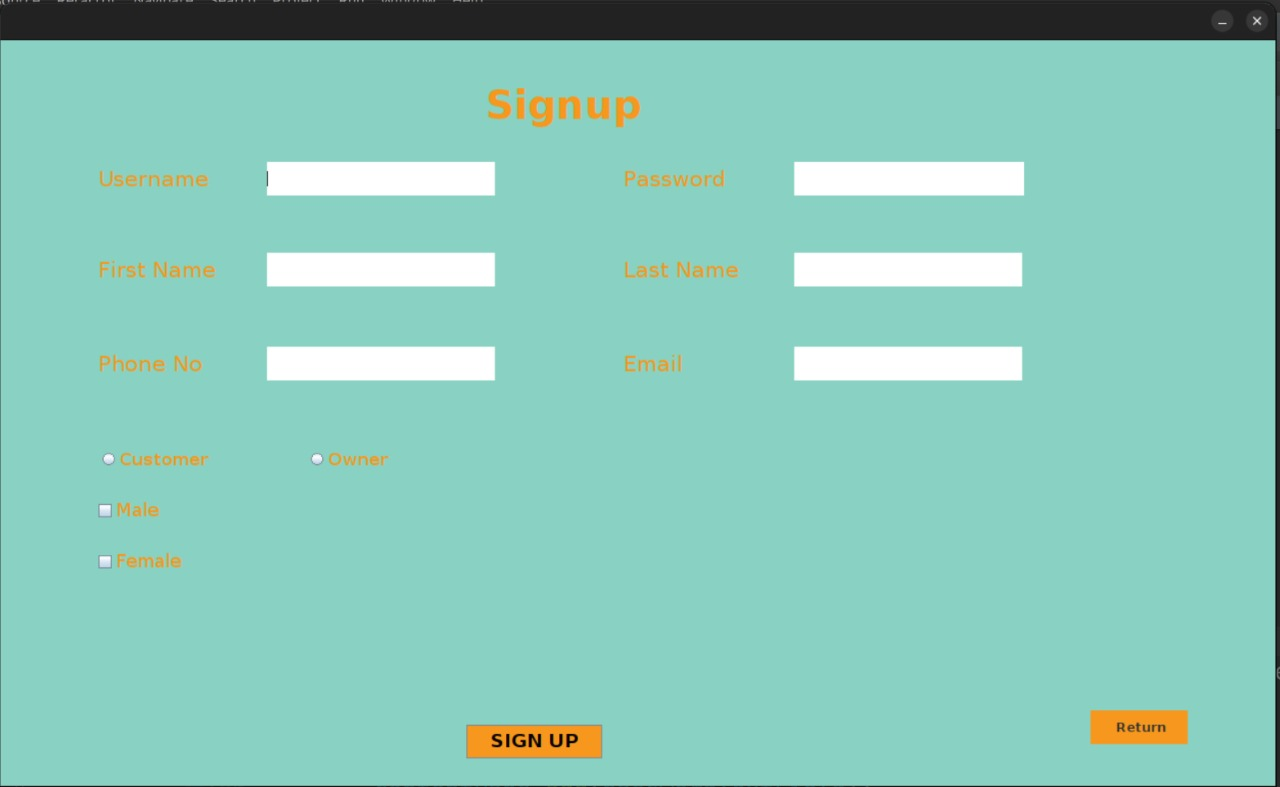 Signup
Username Password
First Name Last Name
Phone No Email
Customer Owner
Male
Female
SIGN UP
Return